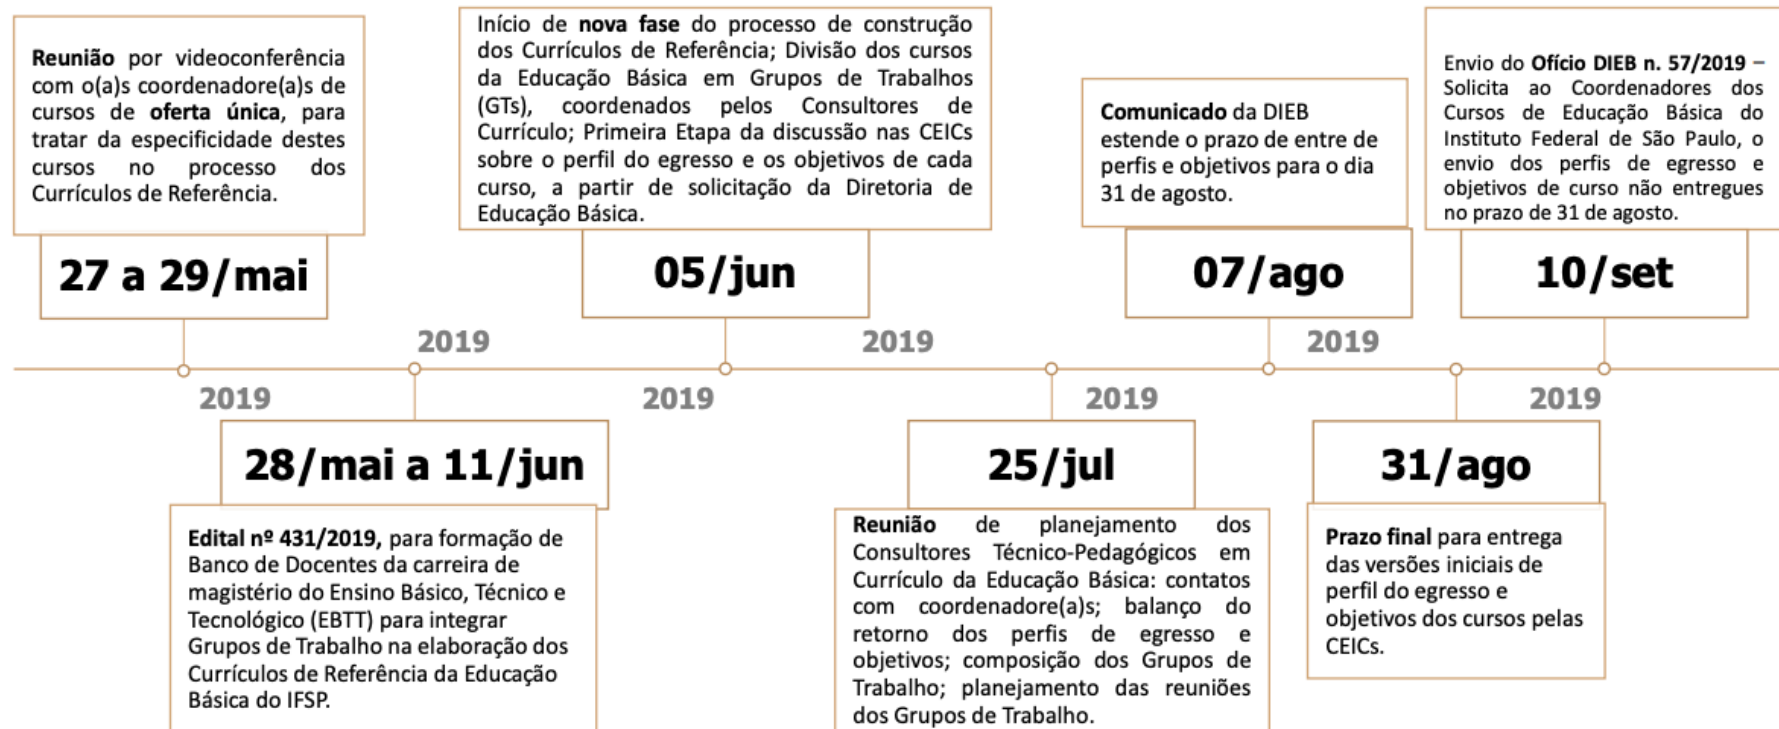 Reunião por videoconferência
com o(a)s coordenadore(a)s de
cursos de oferta única, para
tratar da especificidade destes
cursos no processo dos
Currículos de Referência.
27 a 29/mai
Início de nova fase do processo de construção
dos Currículos de Referência; Divisão dos cursos
da Educação Básica em Grupos de Trabalhos
(GTs), coordenados pelos Consultores de
Currículo; Primeira Etapa da discussão nas CEICs
sobre o perfil do egresso e os objetivos de cada
curso, a partir de solicitação da Diretoria de
Educação Básica.
05/jun
Comunicado da DIEB
estende o prazo de entre de
perfis e objetivos para o dia
31 de agosto.
07/ago
Envio do Ofício DIEB n. 57/2019 –
Solicita ao Coordenadores dos
Cursos de Educação Básica do
Instituto Federal de São Paulo, o
envio dos perfis de egresso e
objetivos de curso não entregues
no prazo de 31 de agosto.
10/set
2019
2019
2019
2019
2019
2019
2019
28/mai a 11/jun
Edital nº 431/2019, para formação de
Banco de Docentes da carreira de
magistério do Ensino Básico, Técnico e
Tecnológico (EBTT) para integrar
Grupos de Trabalho na elaboração dos
Currículos de Referência da Educação
Básica do IFSP.
25/jul
Reunião de planejamento dos
Consultores Técnico-Pedagógicos em
Currículo da Educação Básica: contatos
com coordenadore(a)s; balanço do
retorno dos perfis de egresso e
objetivos; composição dos Grupos de
Trabalho; planejamento das reuniões
dos Grupos de Trabalho.
31/ago
Prazo final para entrega
das versões iniciais de
perfil do egresso e
objetivos dos cursos pelas
CEICs.